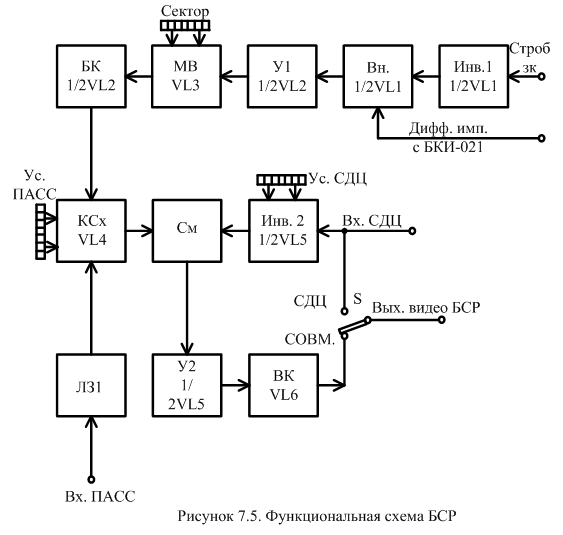 Сектор
БК
1/2VL2
МВ
VL3
У1
1/2VL2
Вн.
1/2VL1
Инв.1
1/2VL1
Строб
зк
Дифф. имп.
с БКИ-021
Ус.
ПАСС
Ус. СДЦ
КСх
VL4
См
Инв. 2
1/2VL5
Вх. СДЦ
СДЦ
S
Вых. видео БСР
СОВМ.
ЛЗ1
У2
1/
2VL5
ВК
VL6
Вх. ПАСС
Рисунок 7.5. Функциональная схема БСР